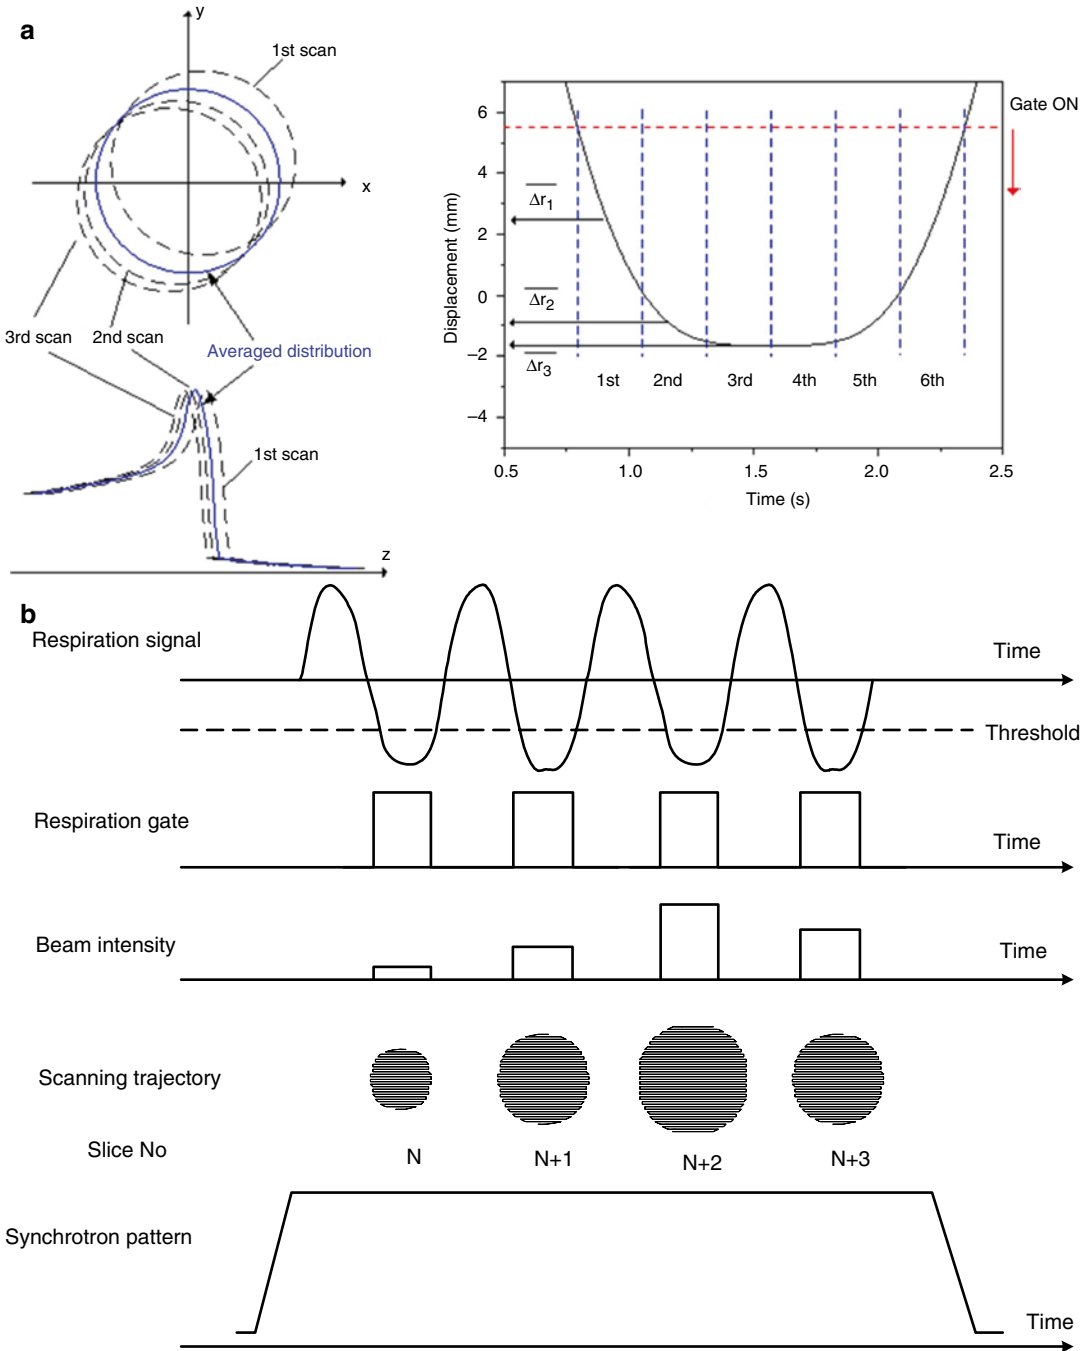 a
y
1st scan
x
3rd scan
2nd scan
Averaged distribution
1st scan
z
Gate ON
Displacement (mm)
6
4
2
0
−2
−4
Δr1
Δr2
Δr3
1st 2nd 3rd 4th 5th 6th
0.5 1.0 1.5 2.0 2.5
Time (s)
b
Respiration signal
Time
Threshold
Respiration gate
Time
Beam intensity
Time
Scanning trajectory
Slice No
N N+1 N+2 N+3
Synchrotron pattern
Time